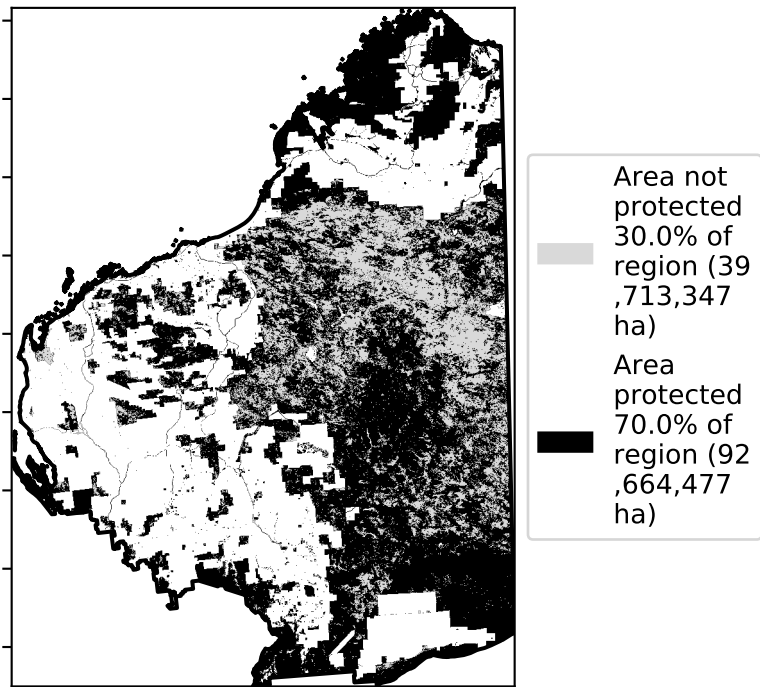 Area not
protected
30.0% of
region (39
,713,347
ha)
Area
protected
70.0% of
region (92
,664,477
ha)